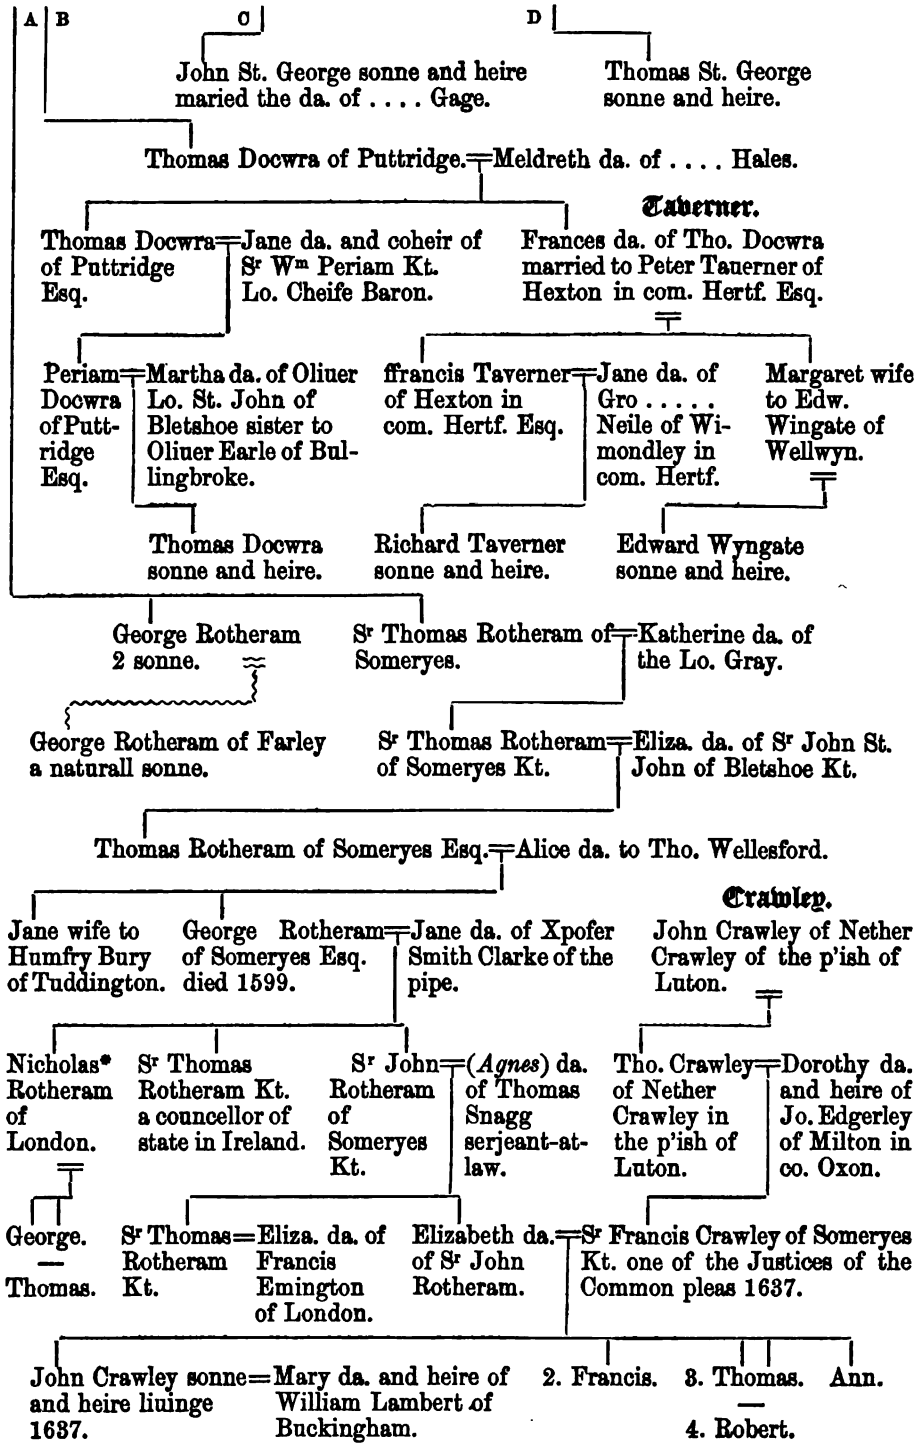 A B C D
John St. George sonne and heire
maried the da. of . . . . Gage.
Thomas St. George
sonne and heire.
Thomas Docwra of Puttridge. Meldreth da. of . . . . Hales.
Thomas Docwra
of Puttridge
Esq.
Jane da. and coheir of
Sr Wm Periam Kt.
Lo. Cheife Baron.
Taverner.
Frances da. of Tho. Docwra
married to Peter Tauerner of
Hexton in com. Hertf. Esq.
Periam
Docwra
of Putt-
ridge
Esq.
Martha da. of Oliuer
Lo. St. John of
Bletshoe sister to
Oliuer Earle of Bul-
lingbroke.
ffrancis Taverner
of Hexton in
com. Hertf. Esq.
Jane da. of
Gro . . . . .
Neile of Wi-
mondley in
com. Hertf.
Margaret wife
to Edw.
Wingate of
Wellwyn.
Thomas Docwra
sonne and heire.
Richard Taverner
sonne and heire.
Edward Wyngate
sonne and heire.
George Rotheram
2 sonne.
Sr Thomas Rotheram of
Someryes.
Katherine da. of
the Lo. Gray.
George Rotheram of Farley
a naturall sonne.
Sr Thomas Rotheram
of Someryes Kt.
Eliza. da. of Sr John St.
John of Bletshoe Kt.
Thomas Rotheram of Someryes Esq. Alice da. to Tho. Wellesford.
Jane wife to
Humfry Bury
of Tuddington.
George Rotheram
of Someryes Esq.
died 1599.
Jane da. of Xpofer
Smith Clarke of the
pipe.
Crawley.
John Crawley of Nether
Crawley of the p'ish of
Luton.
Nicholas*
Rotheram
of
London.
Sr Thomas
Rotheram Kt.
a councellor of
state in Ireland.
Sr John
Rotheram
of
Someryes
Kt.
(Agnes) da.
of Thomas
Snagg
serjeant-at-
law.
Tho. Crawley
of Nether
Crawley in
the p'ish of
Luton.
Dorothy da.
and heire of
Jo. Edgerley
of Milton in
co. Oxon.
George.
—
Thomas.
Sr Thomas=
Rotheram
Kt.
Eliza. da. of
Francis
Emington
of London.
Elizabeth da.
of Sr John
Rotheram.
Sr Francis Crawley of Someryes
Kt. one of the Justices of the
Common pleas 1637.
John Crawley sonne=
and heire liuinge
1637.
Mary da. and heire of
William Lambert of
Buckingham.
2. Francis.
3. Thomas.
—
4. Robert.
Ann.